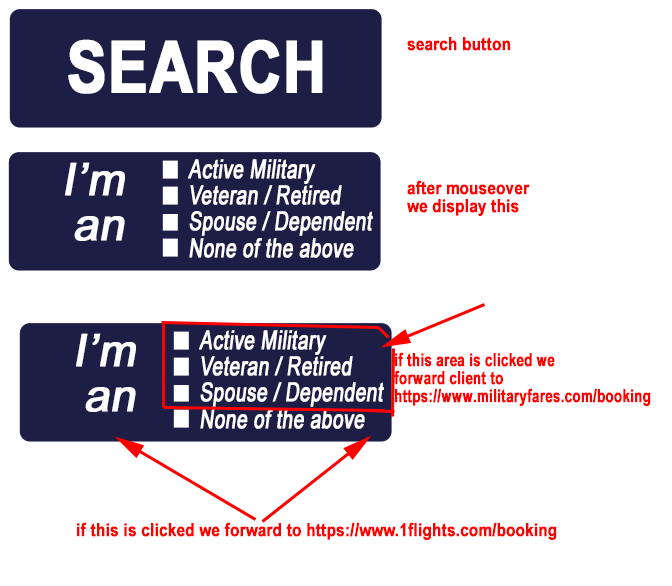 SEARCH
search button
I'm
an
Active Military
Veteran / Retired
Spouse / Dependent
None of the above
after mouseover
we display this
I'm
an
Active Military
Veteran / Retired
Spouse / Dependent
None of the above
if this area is clicked we
forward client to
https://www.militaryfares.com/booking
if this is clicked we forward to https://www.1flights.com/booking